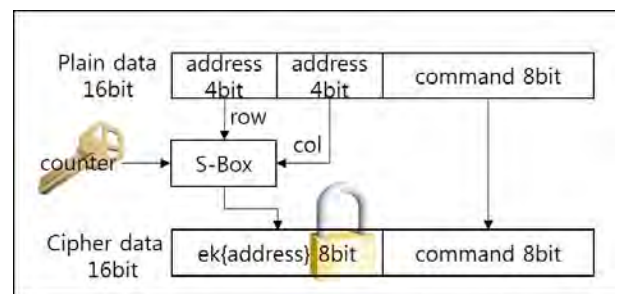 Plain data
16bit
address
4bit
address
4bit
command 8bit
row
col
counter
S-Box
Cipher data
16bit
ek{address} 8bit
command 8bit